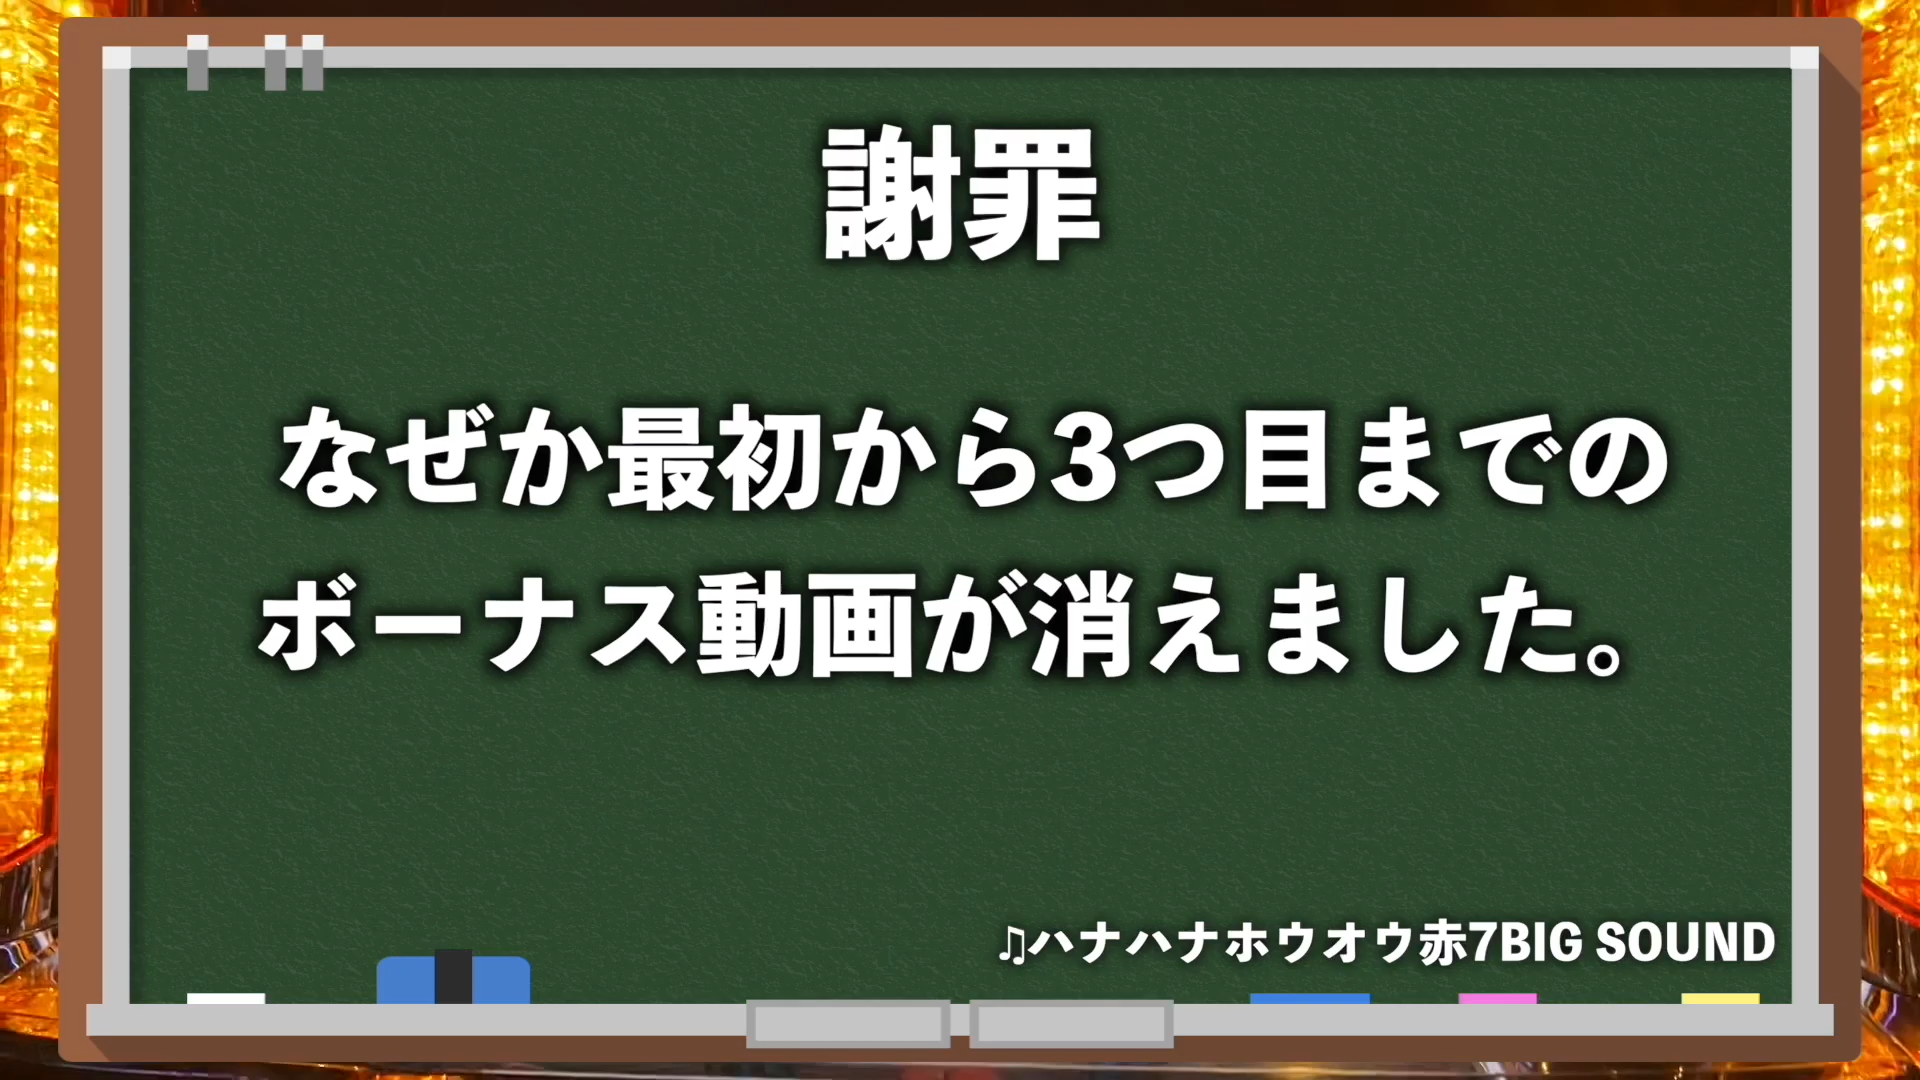 謝罪
なぜか最初から3つ目までの
ボーナス動画が消えました。
♫ハナハナホウオウ赤7BIG SOUND